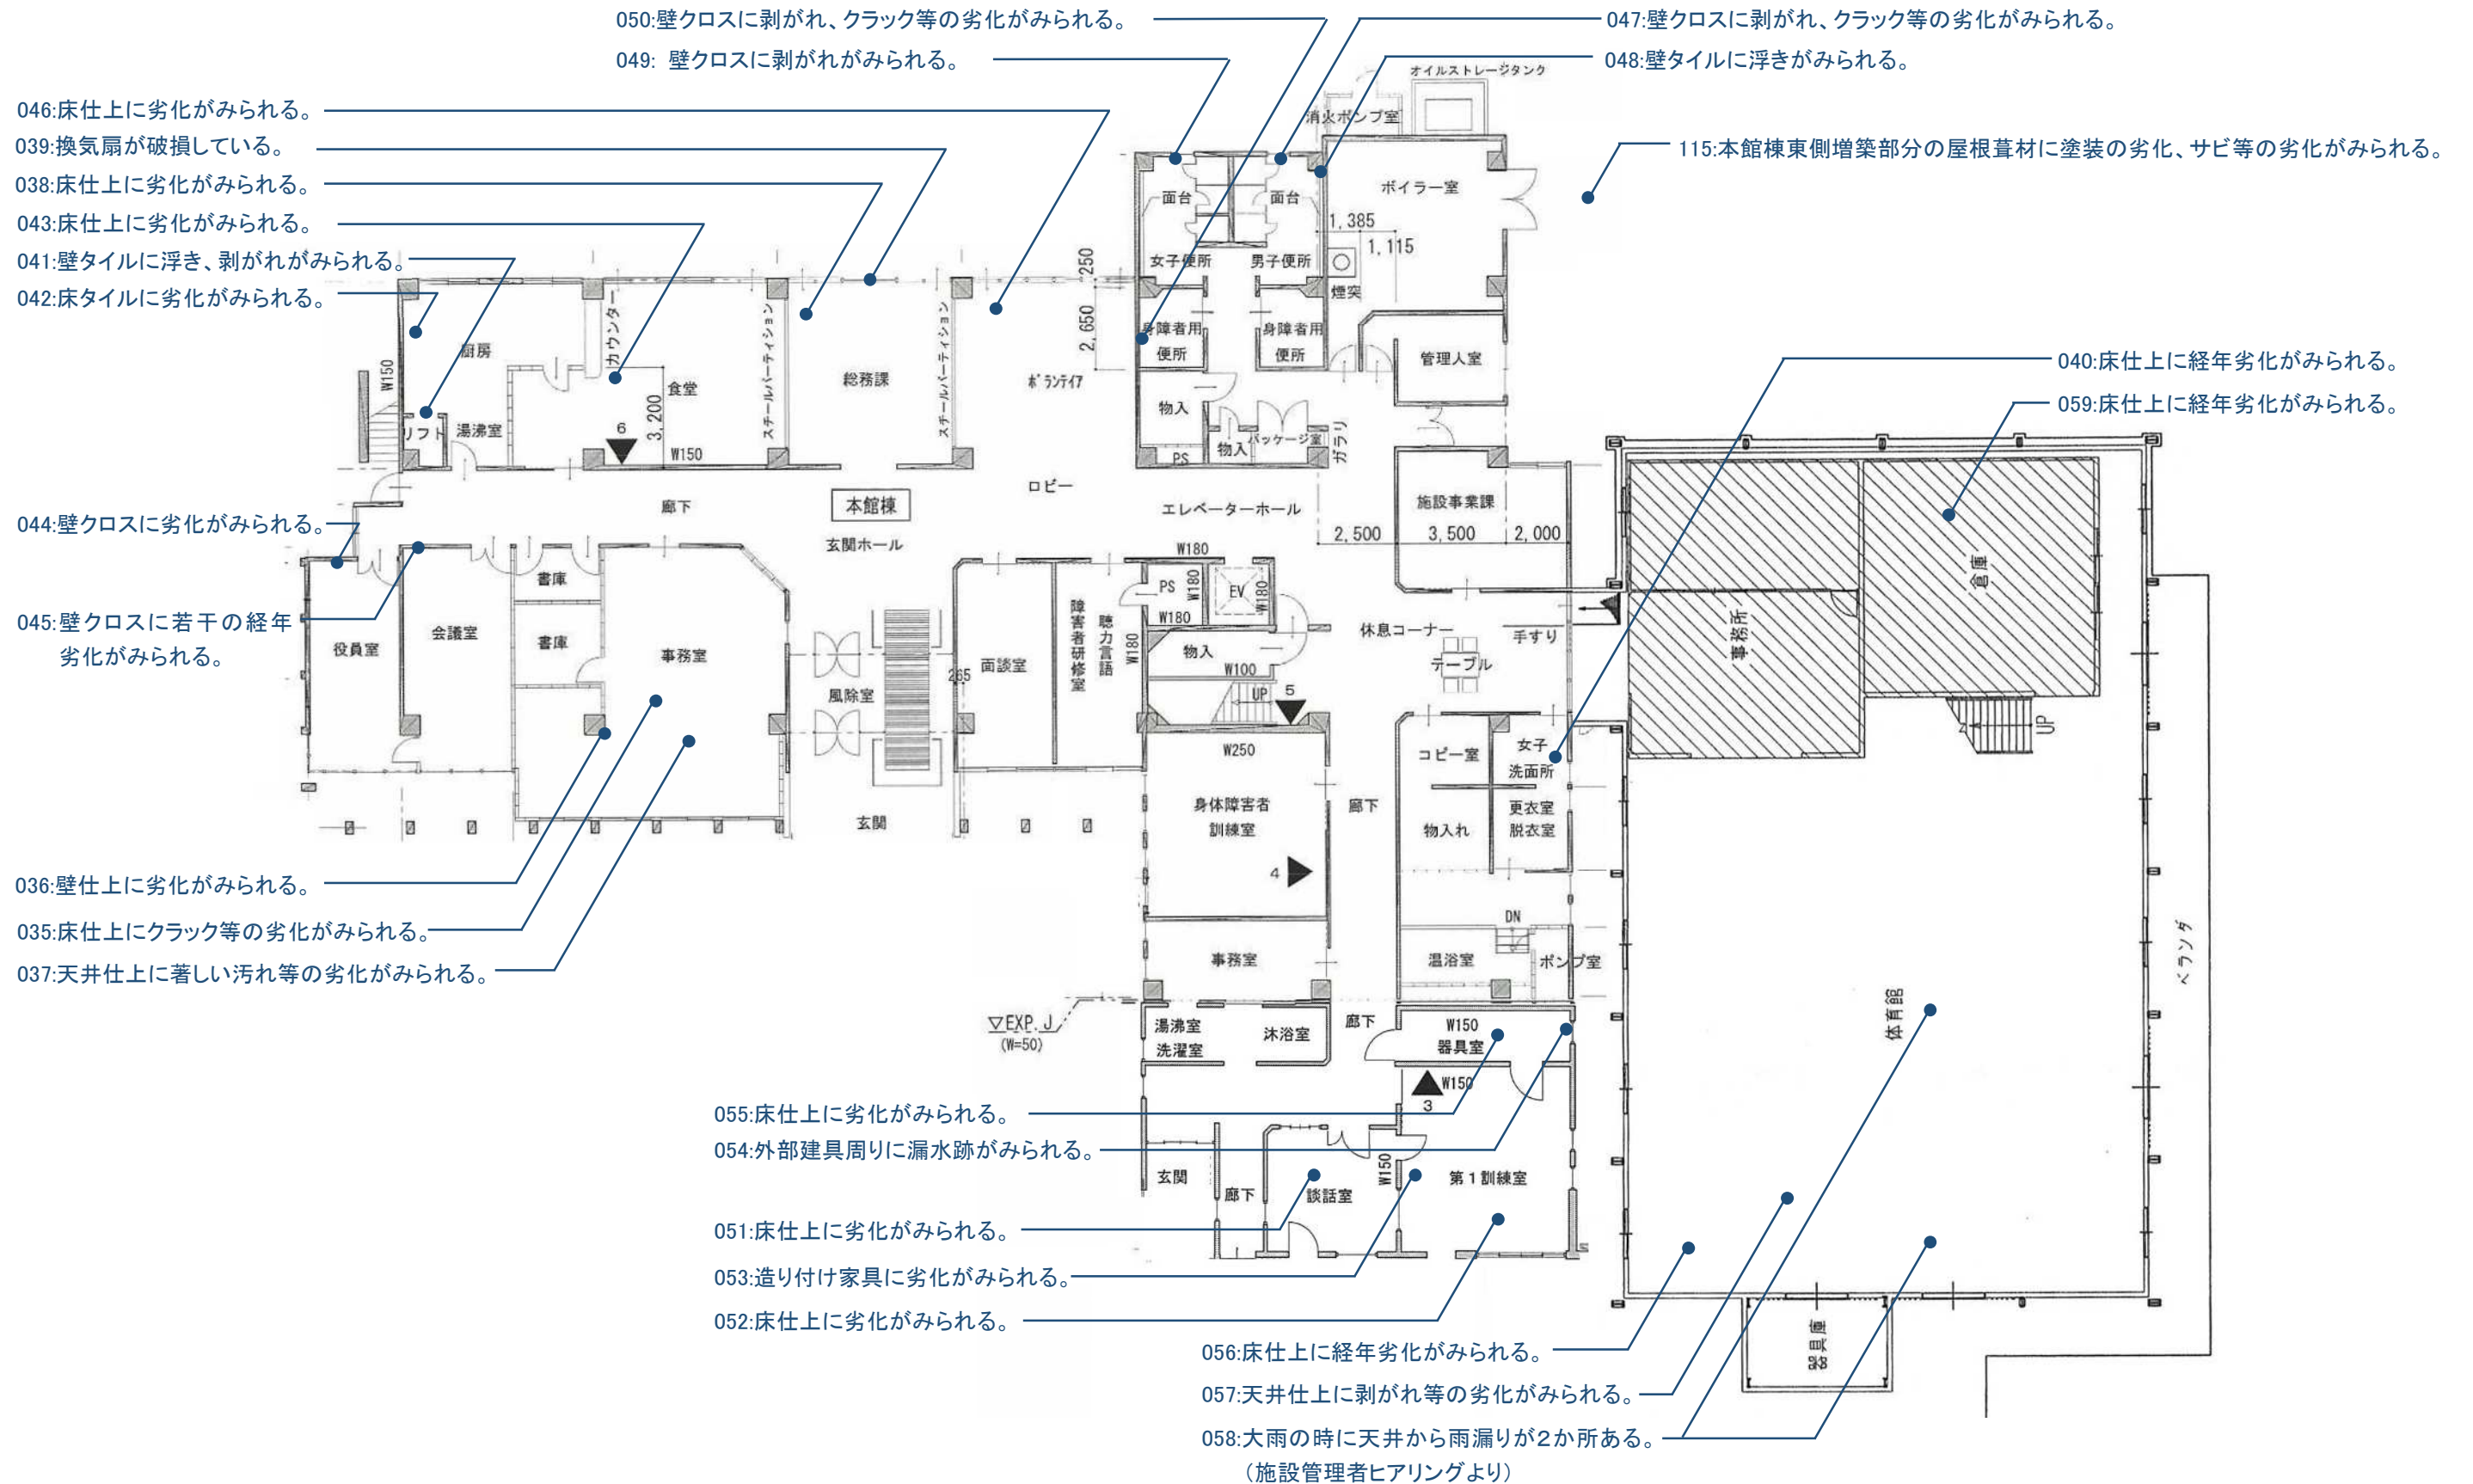 050:壁クロスに剥がれ、クラック等の劣化がみられる。
049: 壁クロスに剥がれがみられる。
047:壁クロスに剥がれ、クラック等の劣化がみられる。
048:壁タイルに浮きがみられる。
オイルストレージタンク
消火ポンプ室
046:床仕上に劣化がみられる。
039:換気扇が破損している。
038:床仕上に劣化がみられる。
043:床仕上に劣化がみられる。
041:壁タイルに浮き、剥がれがみられる。
042:床タイルに劣化がみられる。
115:本館棟東側増築部分の屋根葺材に塗装の劣化、サビ等の劣化がみられる。
面台
面台
ボイラー室
1,385
1,115
女子便所
男子便所
煙突
250
2,650
身障者用
便所
身障者用
便所
管理人室
040:床仕上に経年劣化がみられる。
059:床仕上に経年劣化がみられる。
W150
厨房
カウンター
食堂
3,200
スチールパーティション
総務課
スチールパーティション
ボランティア
物入
リフト
湯沸室
6
W150
PS
物入
パッケージ室
ガラリ
ロビー
廊下
本館棟
玄関ホール
エレベーターホール
施設事業課
2,500
3,500
2,000
044:壁クロスに劣化がみられる。
045:壁クロスに若干の経年
劣化がみられる。
役員室
会議室
書庫
書庫
事務室
風除室
265
面談室
聴力言語
障害者研修室
W180
PS
W180
W180
EV
W180
W180
物入
W100
UP
5
休息コーナー
テーブル
手すり
倉庫
事務所
UP
W250
コピー室
女子
洗面所
身体障害者
訓練室
廊下
物入れ
更衣室
脱衣室
玄関
4
036:壁仕上に劣化がみられる。
035:床仕上にクラック等の劣化がみられる。
037:天井仕上に著しい汚れ等の劣化がみられる。
DN
事務室
温浴室
ポンプ室
ベランダ
体育館
▽EXP.J
(W=50)
湯沸室
洗濯室
沐浴室
廊下
W150
器具室
W150
3
055:床仕上に劣化がみられる。
054:外部建具周りに漏水跡がみられる。
玄関
廊下
談話室
W150
第1訓練室
051:床仕上に劣化がみられる。
053:造り付け家具に劣化がみられる。
052:床仕上に劣化がみられる。
器具庫
056:床仕上に経年劣化がみられる。
057:天井仕上に剥がれ等の劣化がみられる。
058:大雨の時に天井から雨漏りが2か所ある。
(施設管理者ヒアリングより)